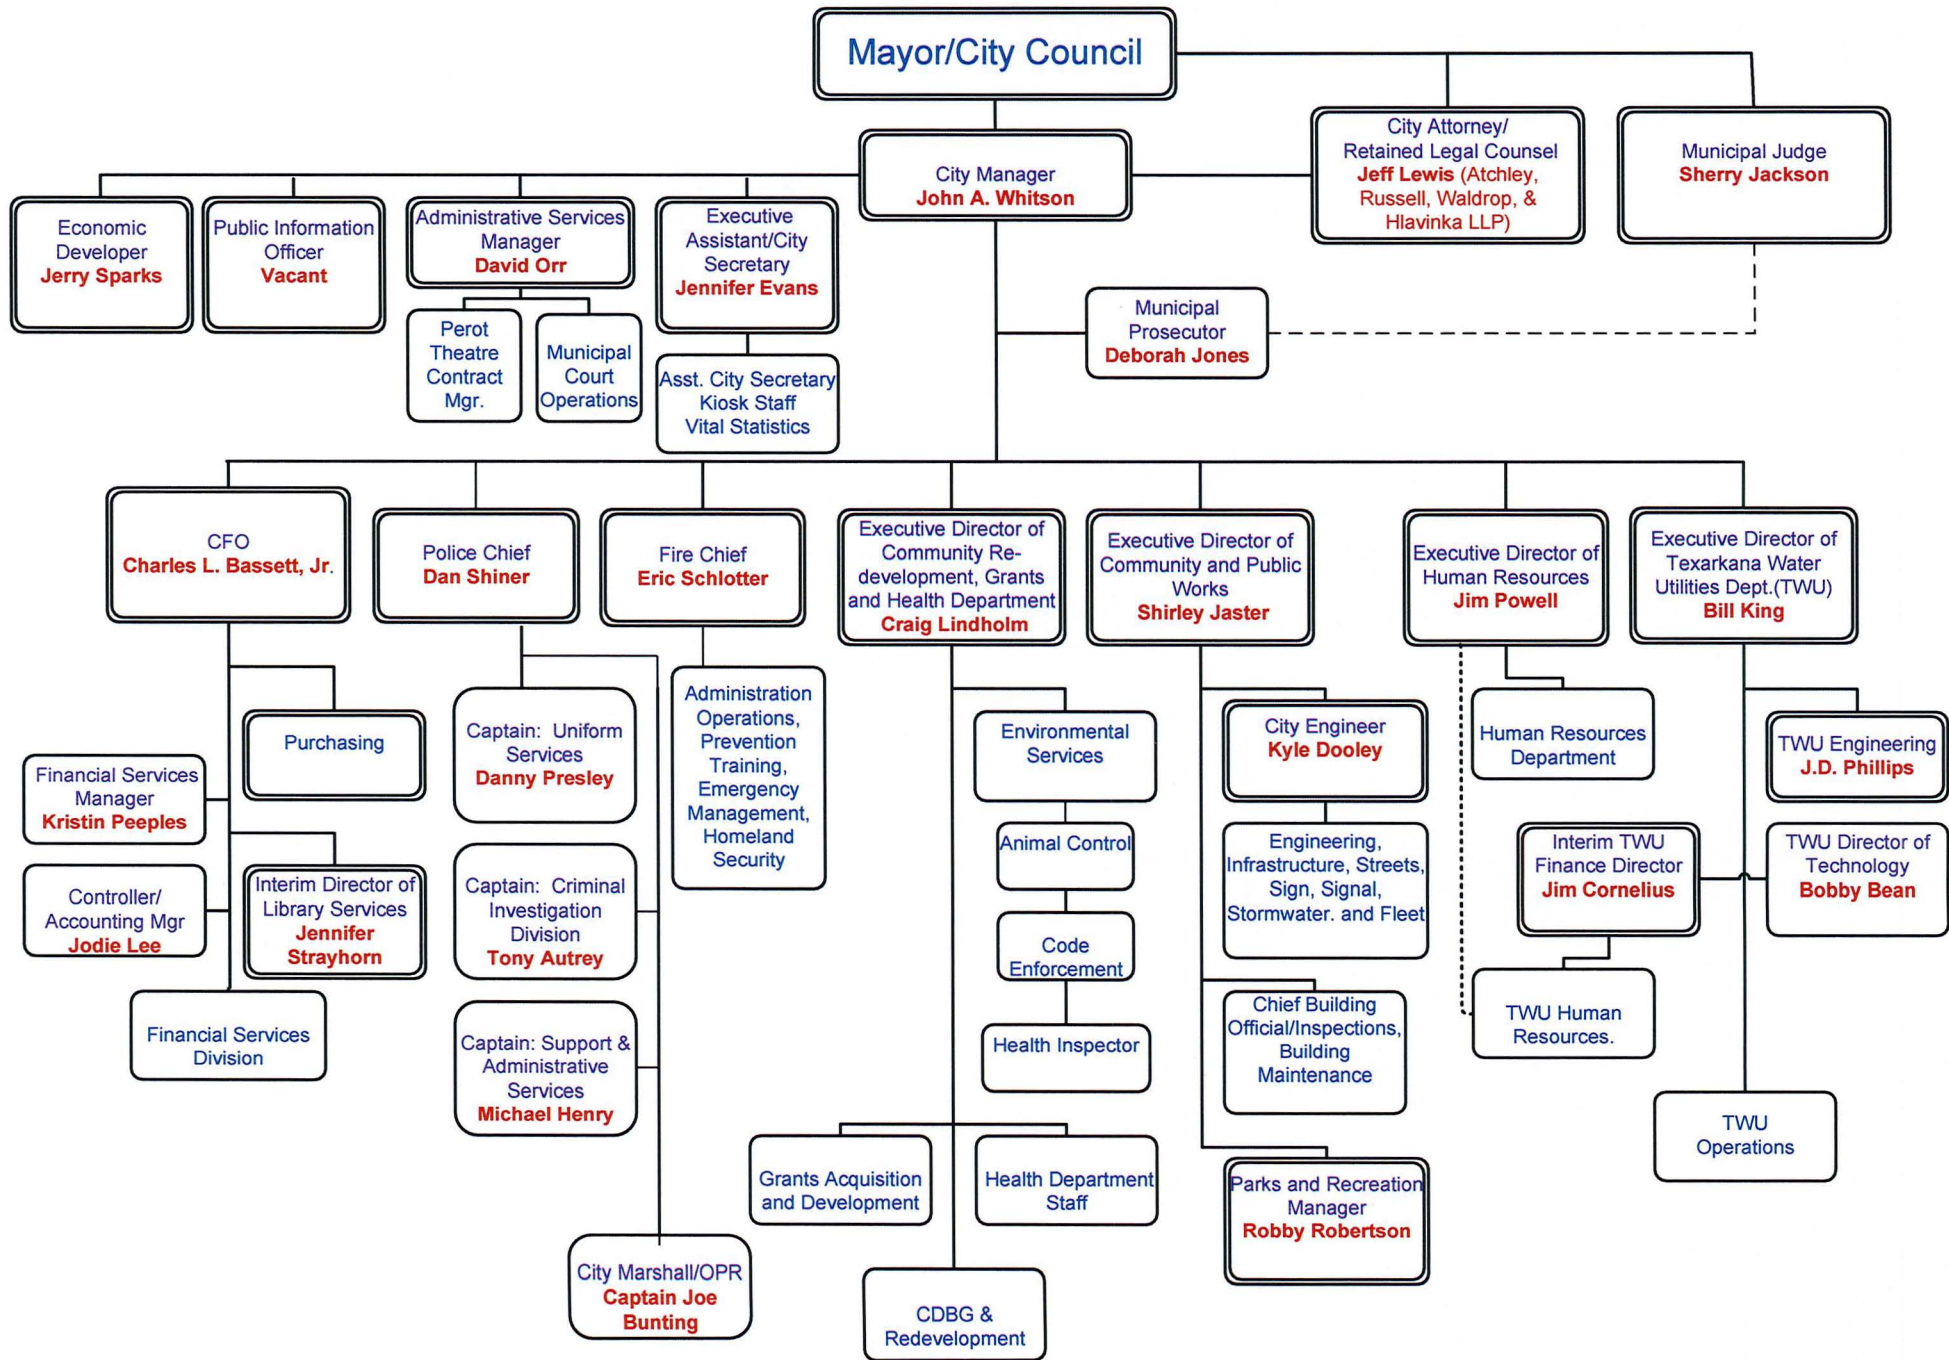 Mayor/City Council
City Manager
John A. Whitson
City Attorney/
Retained Legal Counsel
Jeff Lewis (Atchley,
Russell, Waldrop, &
Hlavinka LLP)
Municipal Judge
Sherry Jackson
Economic
Developer
Jerry Sparks
Public Information
Officer
Vacant
Administrative Services
Manager
David Orr
Executive
Assistant/City
Secretary
Jennifer Evans
Perot
Theatre
Contract
Mgr.
Municipal
Court
Operations
Asst. City Secretary
Kiosk Staff
Vital Statistics
Municipal
Prosecutor
Deborah Jones
CFO
Charles L. Bassett, Jr.
Police Chief
Dan Shiner
Fire Chief
Eric Schlotter
Executive Director of
Community Re-
development, Grants
and Health Department
Craig Lindholm
Executive Director of
Community and Public
Works
Shirley Jaster
Executive Director of
Human Resources
Jim Powell
Executive Director of
Texarkana Water
Utilities Dept.(TWU)
Bill King
Purchasing
Financial Services
Manager
Kristin Peeples
Controller/
Accounting Mgr
Jodie Lee
Interim Director of
Library Services
Jennifer
Strayhorn
Financial Services
Division
Captain: Uniform
Services
Danny Presley
Captain: Criminal
Investigation
Division
Tony Autrey
Captain: Support &
Administrative
Services
Michael Henry
City Marshall/OPR
Captain Joe
Bunting
Administration
Operations,
Prevention
Training,
Emergency
Management,
Homeland
Security
Environmental
Services
Animal Control
Code
Enforcement
Health Inspector
Grants Acquisition
and Development
Health Department
Staff
CDBG &
Redevelopment
City Engineer
Kyle Dooley
Engineering,
Infrastructure, Streets,
Sign, Signal,
Stormwater. and Fleet
Chief Building
Official/Inspections,
Building
Maintenance
Parks and Recreation
Manager
Robby Robertson
Human Resources
Department
TWU Engineering
J.D. Phillips
Interim TWU
Finance Director
Jim Cornelius
TWU Director of
Technology
Bobby Bean
TWU Human
Resources.
TWU
Operations